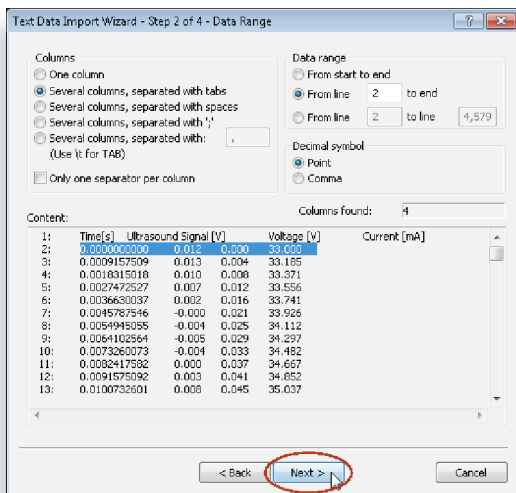 Text Data Import Wizard - Step 2 of 4 - Data Range
Columns
One column
Several columns, separated with tabs
Several columns, separated with spaces
Several columns, separated with ';'
Several columns, separated with: ,
(Use \t for TAB)
Only one separator per column
Data range
From start to end
From line 2 to end
From line 2 to line 4,579
Decimal symbol
Point
Comma
Columns found: 4
Content:
1: Time[s] Ultrasound Signal [V] Voltage [V] Current [mA]
2: 0.0000000000 0.012 0.000 33.000
3: 0.0009157509 0.013 0.004 33.185
4: 0.0018315018 0.010 0.008 33.371
5: 0.0027472527 0.007 0.012 33.556
6: 0.0036630037 0.002 0.016 33.741
7: 0.0045787546 -0.000 0.021 33.926
8: 0.0054945055 -0.004 0.025 34.112
9: 0.0064102564 -0.005 0.029 34.297
10: 0.0073260073 -0.004 0.033 34.482
11: 0.0082417582 0.000 0.037 34.667
12: 0.0091575092 0.003 0.041 34.852
13: 0.0100732601 0.008 0.045 35.037
< Back Next > Cancel